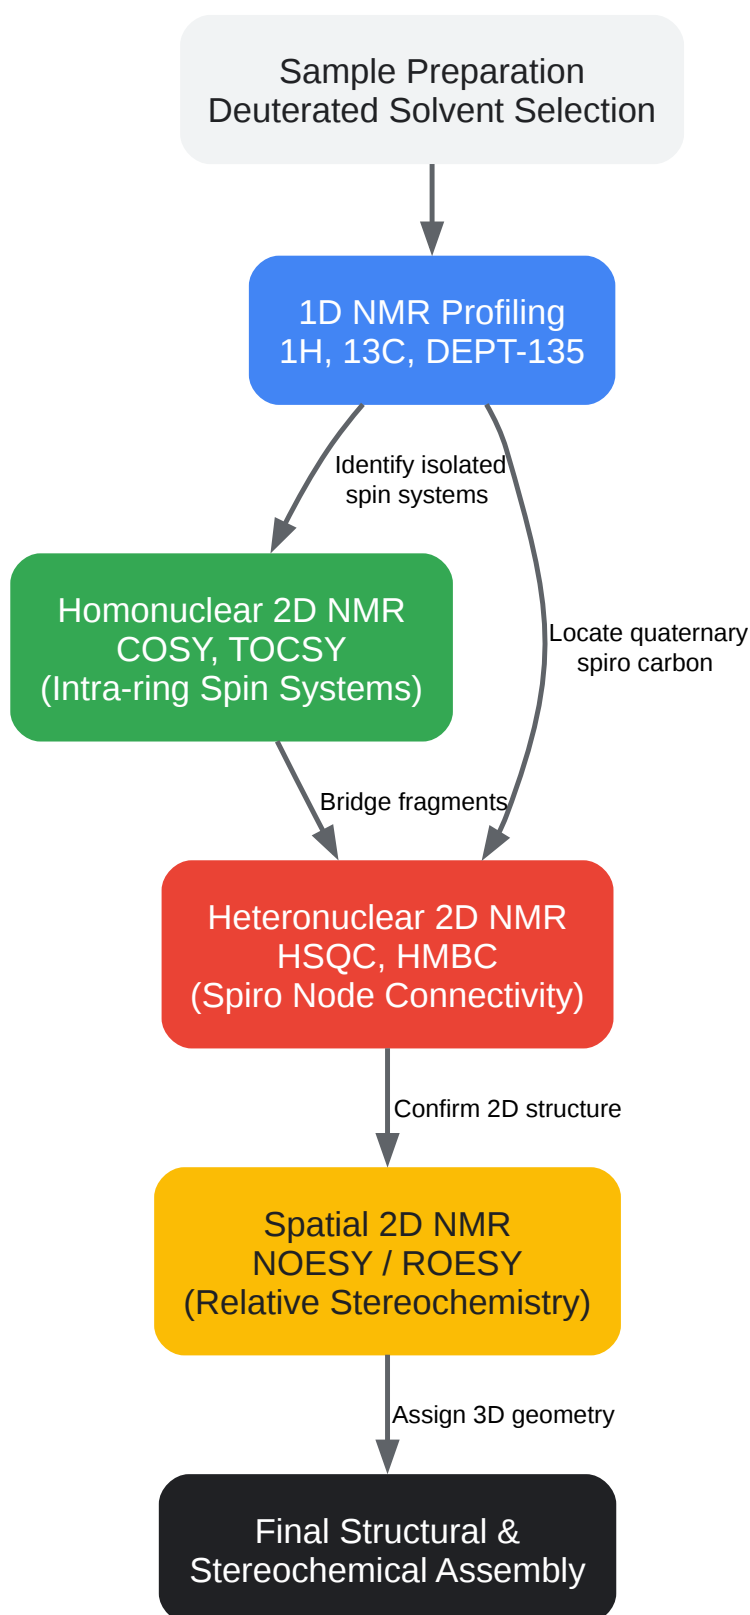 Sample Preparation
Deuterated Solvent Selection
1D NMR Profiling
1H, 13C, DEPT-135
Identify isolated
spin systems
Homonuclear 2D NMR
COSY, TOCSY
(Intra-ring Spin Systems)
Locate quaternary
spiro carbon
Bridge fragments
Heteronuclear 2D NMR
HSQC, HMBC
(Spiro Node Connectivity)
Confirm 2D structure
Spatial 2D NMR
NOESY / ROESY
(Relative Stereochemistry)
Assign 3D geometry
Final Structural &
Stereochemical Assembly